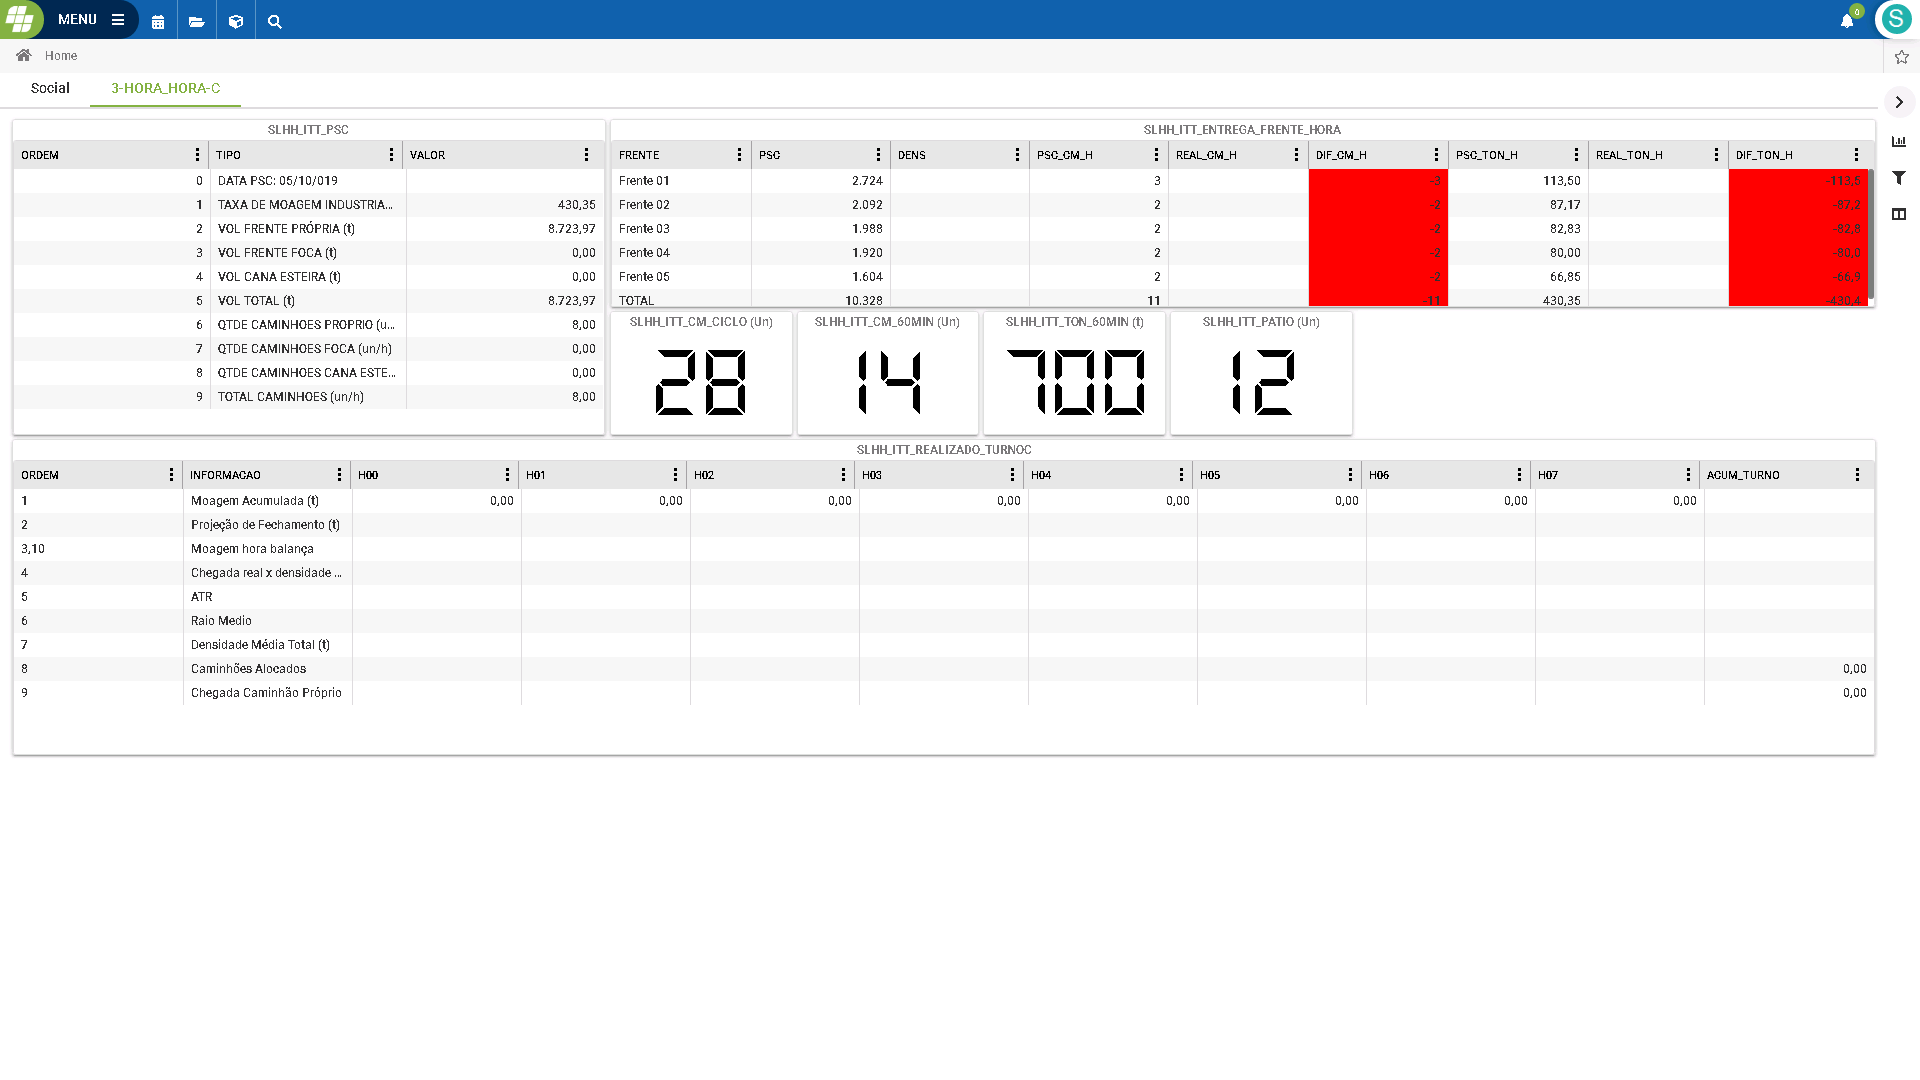 MENU
0
S
Home
Social 3-HORA_HORA-C
SLHH_ITT_PSC
ORDEM TIPO VALOR
0 DATA PSC: 05/10/019
1 TAXA DE MOAGEM INDUSTRIA... 430,35
2 VOL FRENTE PRÓPRIA (t) 8.723,97
3 VOL FRENTE FOCA (t) 0,00
4 VOL CANA ESTEIRA (t) 0,00
5 VOL TOTAL (t) 8.723,97
6 QTDE CAMINHOES PROPRIO (u... 8,00
7 QTDE CAMINHOES FOCA (un/h) 0,00
8 QTDE CAMINHOES CANA ESTE... 0,00
9 TOTAL CAMINHOES (un/h) 8,00
SLHH_ITT_ENTREGA_FRENTE_HORA
FRENTE PSC DENS PSC_CM_H REAL_CM_H DIF_CM_H PSC_TON_H REAL_TON_H DIF_TON_H
Frente 01 2.724 3 -3 113,50 -113,5
Frente 02 2.092 2 -2 87,17 -87,2
Frente 03 1.988 2 -2 82,83 -82,8
Frente 04 1.920 2 -2 80,00 -80,0
Frente 05 1.604 2 -2 66,85 -66,9
TOTAL 10.328 11 -11 430,35 -430,4
SLHH_ITT_CM_CICLO (Un)
28
SLHH_ITT_CM_60MIN (Un)
14
SLHH_ITT_TON_60MIN (t)
700
SLHH_ITT_PATIO (Un)
12
SLHH_ITT_REALIZADO_TURNOC
ORDEM INFORMACAO H00 H01 H02 H03 H04 H05 H06 H07 ACUM_TURNO
1 Moagem Acumulada (t) 0,00 0,00 0,00 0,00 0,00 0,00 0,00 0,00
2 Projeção de Fechamento (t)
3,10 Moagem hora balança
4 Chegada real x densidade ...
5 ATR
6 Raio Medio
7 Densidade Média Total (t)
8 Caminhões Alocados 0,00
9 Chegada Caminhão Próprio 0,00